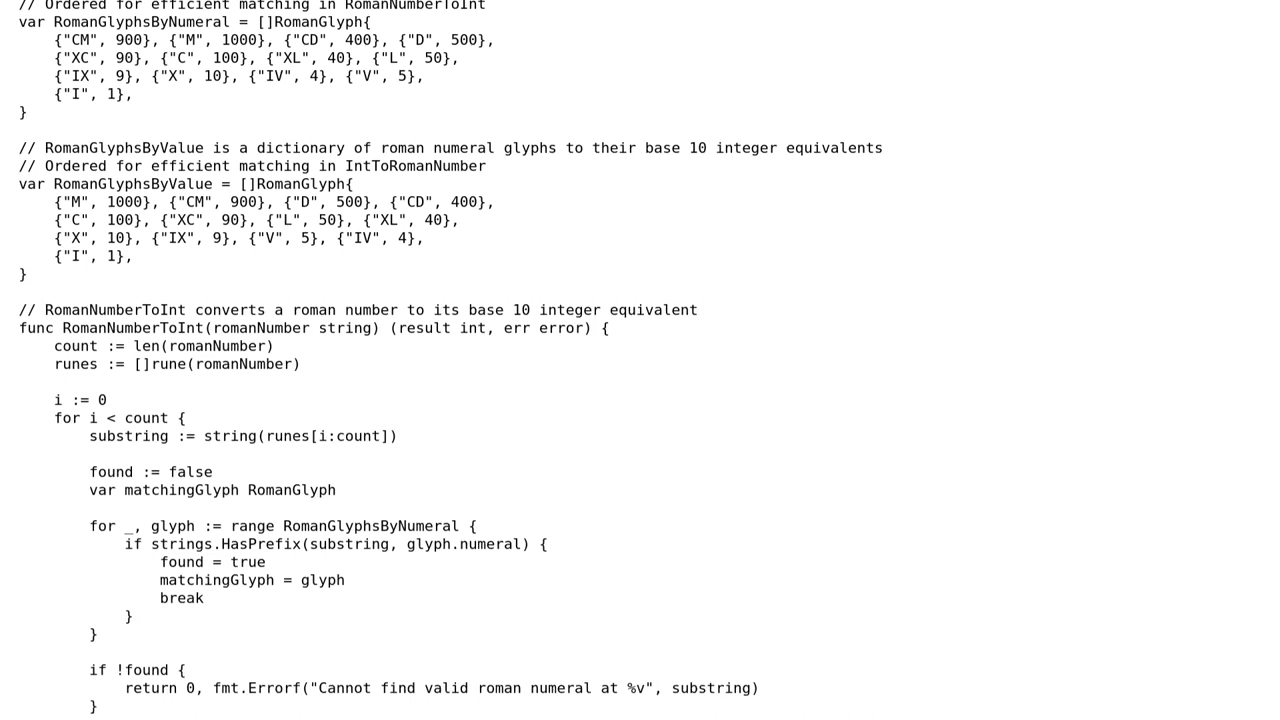 // Ordered for efficient matching in RomanNumberToInt
var RomanGlyphsByNumeral = []RomanGlyph{
    {"CM", 900}, {"M", 1000}, {"CD", 400}, {"D", 500},
    {"XC", 90}, {"C", 100}, {"XL", 40}, {"L", 50},
    {"IX", 9}, {"X", 10}, {"IV", 4}, {"V", 5},
    {"I", 1},
}

// RomanGlyphsByValue is a dictionary of roman numeral glyphs to their base 10 integer equivalents
// Ordered for efficient matching in IntToRomanNumber
var RomanGlyphsByValue = []RomanGlyph{
    {"M", 1000}, {"CM", 900}, {"D", 500}, {"CD", 400},
    {"C", 100}, {"XC", 90}, {"L", 50}, {"XL", 40},
    {"X", 10}, {"IX", 9}, {"V", 5}, {"IV", 4},
    {"I", 1},
}

// RomanNumberToInt converts a roman number to its base 10 integer equivalent
func RomanNumberToInt(romanNumber string) (result int, err error) {
    count := len(romanNumber)
    runes := []rune(romanNumber)

    i := 0
    for i < count {
        substring := string(runes[i:count])

        found := false
        var matchingGlyph RomanGlyph

        for _, glyph := range RomanGlyphsByNumeral {
            if strings.HasPrefix(substring, glyph.numeral) {
                found = true
                matchingGlyph = glyph
                break
            }
        }

        if !found {
            return 0, fmt.Errorf("Cannot find valid roman numeral at %v", substring)
        }